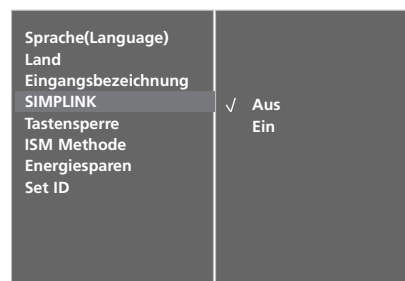 Sprache(Language)
Land
Eingangsbezeichnung
SIMPLINK
Tastensperre
ISM Methode
Energiesparen
Set ID
√ Aus
Ein